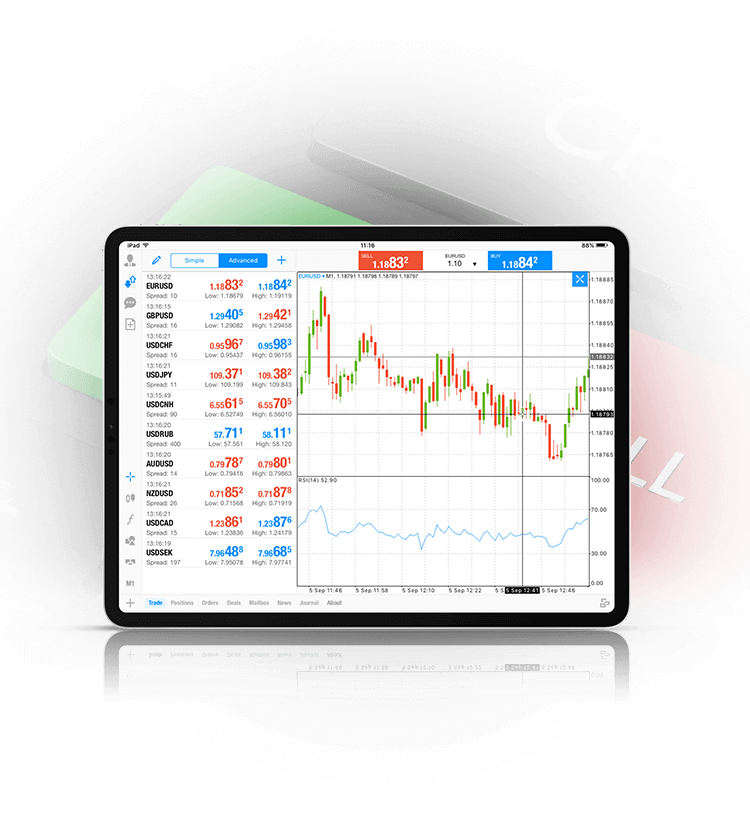 iPad
11:16
88%
Simple
Advanced
SELL
1.18832
EURUSD
1.10
BUY
1.18842
13:16:22
EURUSD
1.18832
1.18842
Spread: 10
Low: 1.18679
High: 1.19119
13:16:15
GBPUSD
1.29405
1.29421
Spread: 16
Low: 1.29082
High: 1.29458
13:16:21
USDCHF
0.95967
0.95983
Spread: 16
Low: 0.95437
High: 0.96155
13:16:21
USDJPY
109.371
109.382
Spread: 11
Low: 109.199
High: 109.843
13:15:49
USDCNH
6.55615
6.55705
Spread: 90
Low: 6.52749
High: 6.56010
13:16:20
USDRUB
57.711
58.111
Spread: 400
Low: 57.561
High: 58.120
13:16:20
AUDUSD
0.79787
0.79801
Spread: 14
Low: 0.79416
High: 0.79863
13:16:21
NZDUSD
0.71852
0.71878
Spread: 26
Low: 0.71568
High: 0.71919
13:16:21
USDCAD
1.23861
1.23876
Spread: 15
Low: 1.23836
High: 1.24179
13:16:19
USDSEK
7.96488
7.96685
Spread: 197
Low: 7.95078
High: 7.97741
M1
EURUSD • M1, 1.18791 1.18798 1.18789 1.18797
1.18885
1.18870
1.18855
1.18840
1.18832
1.18825
1.18810
1.18793
1.18780
1.18765
RSI(14) 52.90
100.00
70.00
30.00
0.00
5 Sep 11:46
5 Sep 11:58
5 Sep 12:10
5 Sep 12:22
5 Sep 12:41
5 Sep 12:46
Trade
Positions
Orders
Deals
Mailbox
News
Journal
About